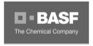 BASF
The Chemical Company